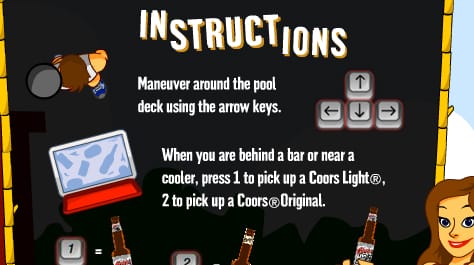 INSTRUCTIONS
Maneuver around the pool
deck using the arrow keys.
↑
← ↓ →
When you are behind a bar or near a
cooler, press 1 to pick up a Coors Light®,
2 to pick up a Coors®Original.
1 =
2 =